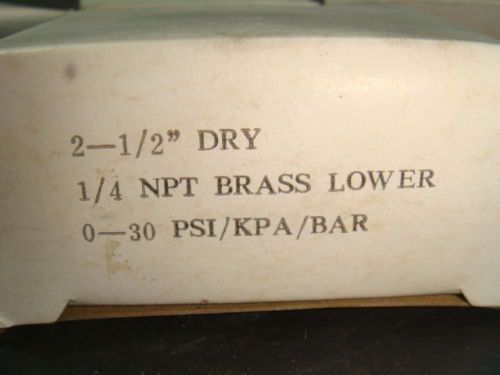 2—1/2” DRY
1/4 NPT BRASS LOWER
0—30 PSI/KPA/BAR